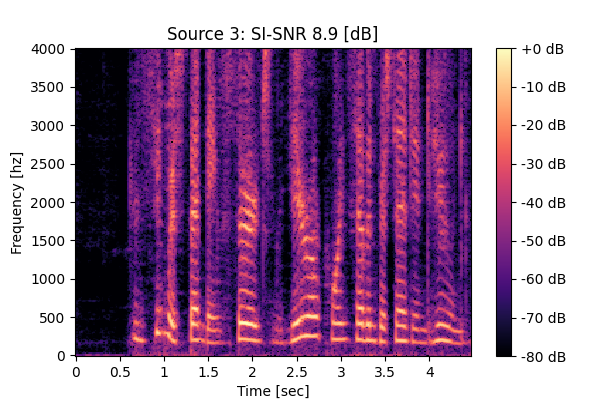 Source 3: SI-SNR 8.9 [dB]
4000
3500
3000
2500
2000
1500
1000
500
0
Frequency [hz]
0 0.5 1 1.5 2 2.5 3 3.5 4
Time [sec]
+0 dB
-10 dB
-20 dB
-30 dB
-40 dB
-50 dB
-60 dB
-70 dB
-80 dB